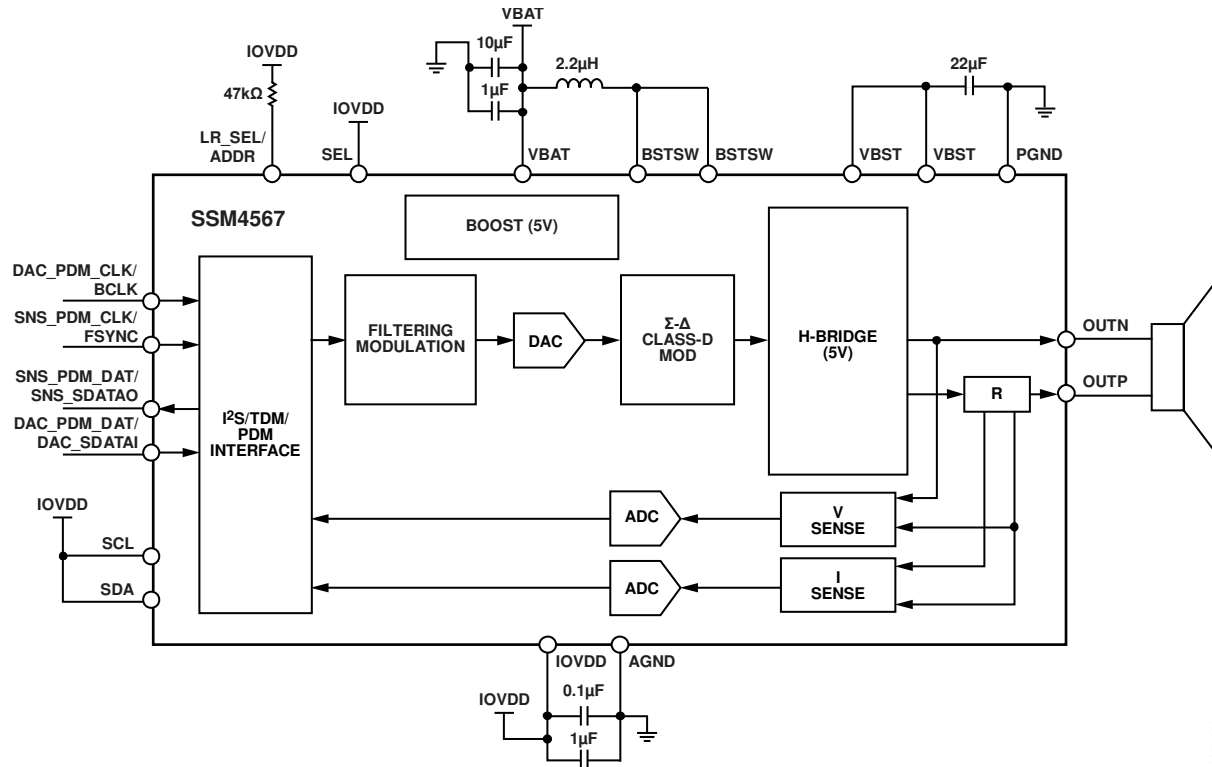 VBAT
IOVDD
10µF
2.2µH
22µF
47kΩ
1µF
IOVDD
LR_SEL/
ADDR
SEL
VBAT
BSTSW
BSTSW
VBST
VBST
PGND
SSM4567
BOOST (5V)
DAC_PDM_CLK/
BCLK
SNS_PDM_CLK/
FSYNC
SNS_PDM_DAT/
SNS_SDATAO
DAC_PDM_DAT/
DAC_SDATAI
I²S/TDM/
PDM
INTERFACE
FILTERING
MODULATION
DAC
Σ-Δ
CLASS-D
MOD
H-BRIDGE
(5V)
OUTN
OUTP
R
IOVDD
SCL
SDA
ADC
V
SENSE
ADC
I
SENSE
IOVDD
AGND
IOVDD
0.1µF
1µF